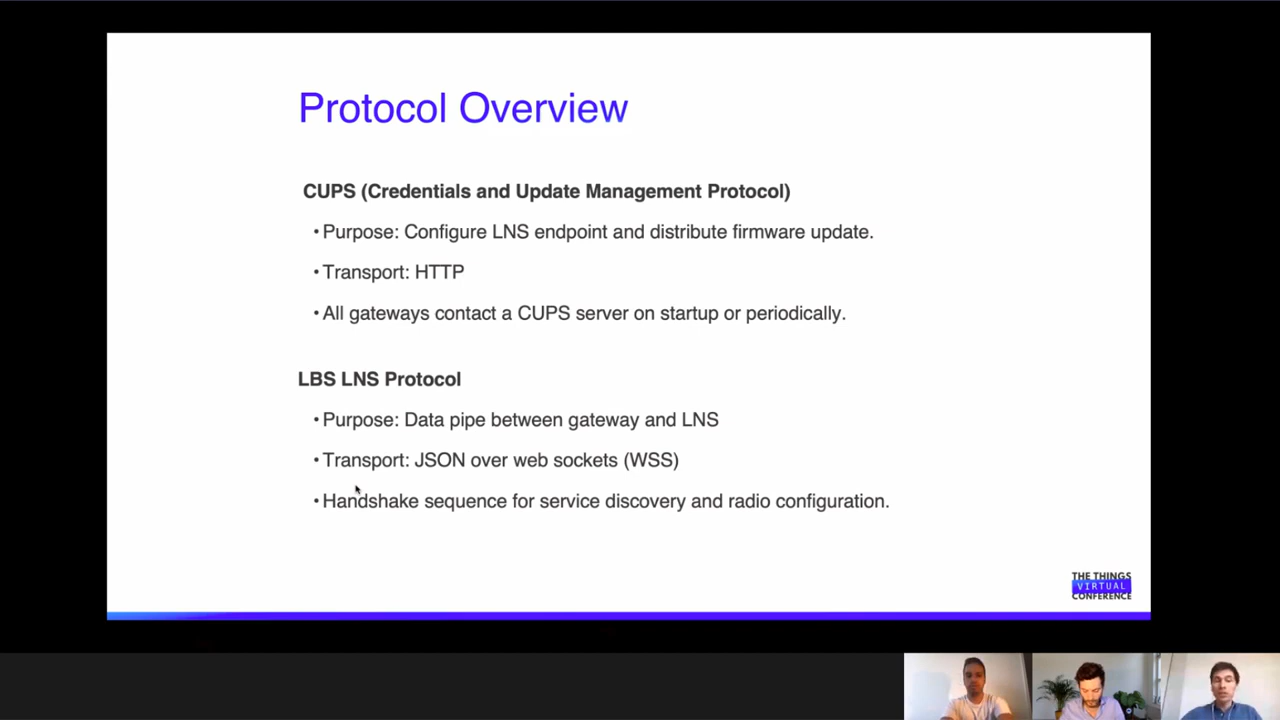 Protocol Overview
CUPS (Credentials and Update Management Protocol)
• Purpose: Configure LNS endpoint and distribute firmware update.
• Transport: HTTP
• All gateways contact a CUPS server on startup or periodically.
LBS LNS Protocol
• Purpose: Data pipe between gateway and LNS
• Transport: JSON over web sockets (WSS)
• Handshake sequence for service discovery and radio configuration.
THE THINGS
VIRTUAL
CONFERENCE